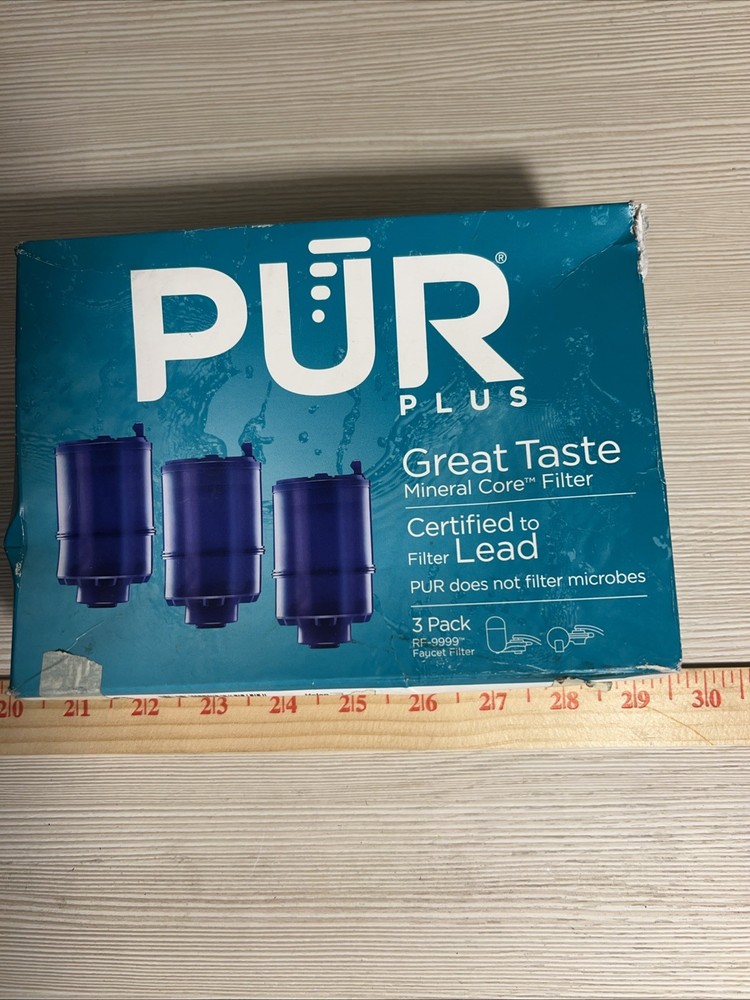 PŪR®
PLUS
Great Taste
Mineral Core™ Filter
Certified to
Filter Lead
PUR does not filter microbes
3 Pack
RF-9999™
Faucet Filter
20 21 22 23 24 25 26 27 28 29 30